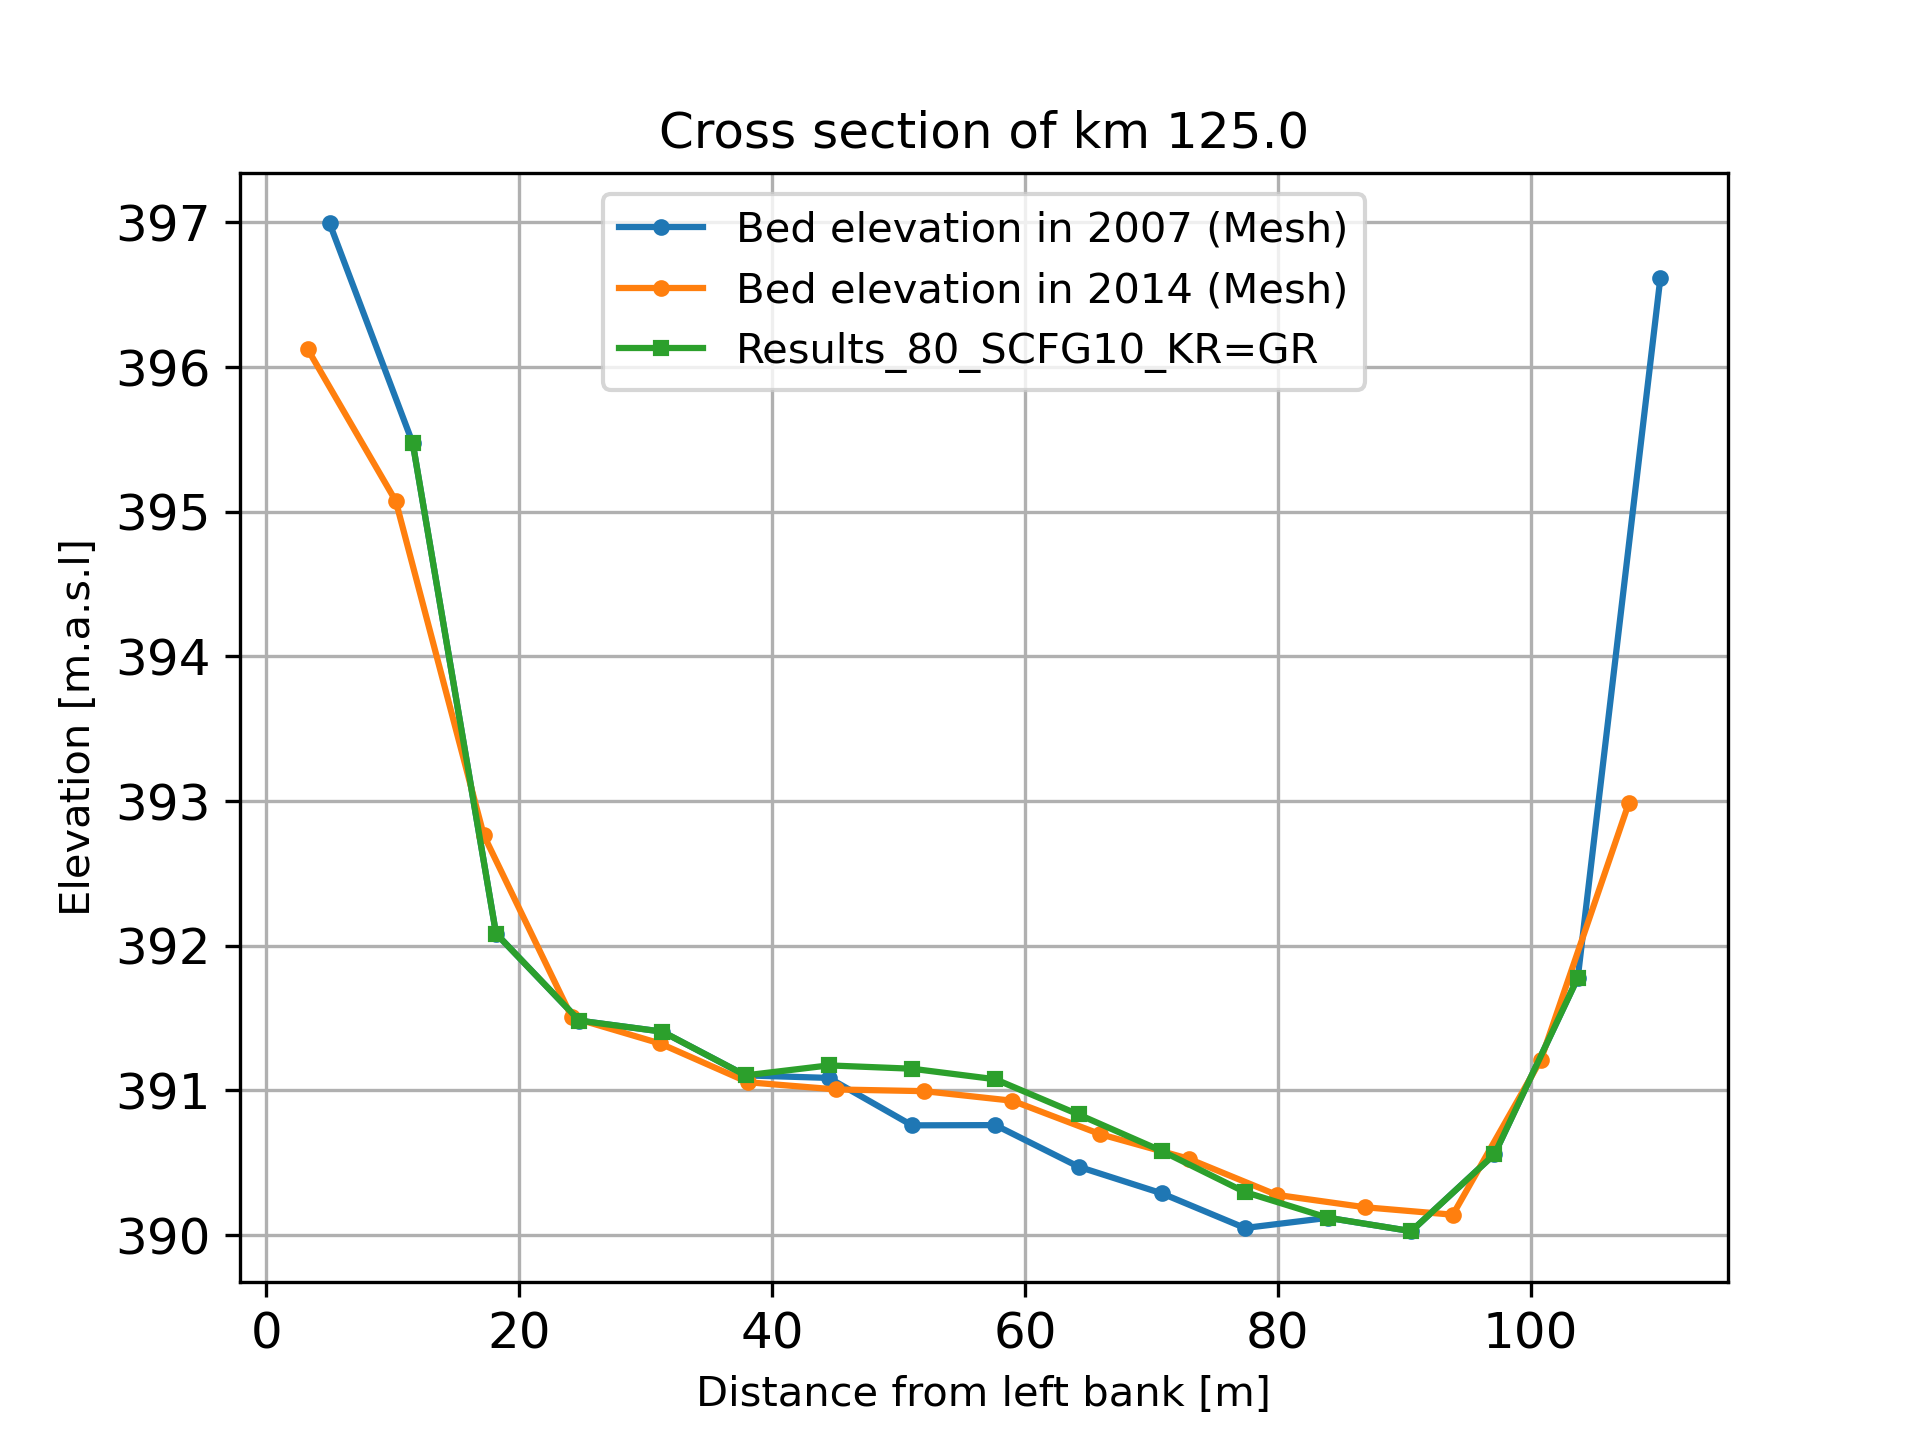 Cross section of km 125.0
Bed elevation in 2007 (Mesh)
Bed elevation in 2014 (Mesh)
Results_80_SCFG10_KR=GR
Elevation [m.a.s.l]
397
396
395
394
393
392
391
390
0 20 40 60 80 100
Distance from left bank [m]